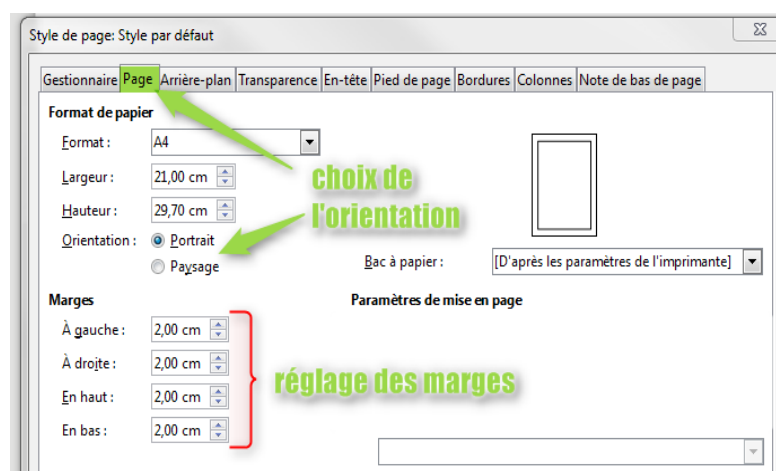 Style de page: Style par défaut
Gestionnaire Page Arrière-plan Transparence En-tête Pied de page Bordures Colonnes Note de bas de page
Format de papier
Format : A4
Largeur : 21,00 cm
choix de
Hauteur : 29,70 cm
l'orientation
Orientation : Portrait
Paysage
Bac à papier : [D'après les paramètres de l'imprimante]
Marges
Paramètres de mise en page
À gauche : 2,00 cm
À droite : 2,00 cm
réglage des marges
En haut : 2,00 cm
En bas : 2,00 cm